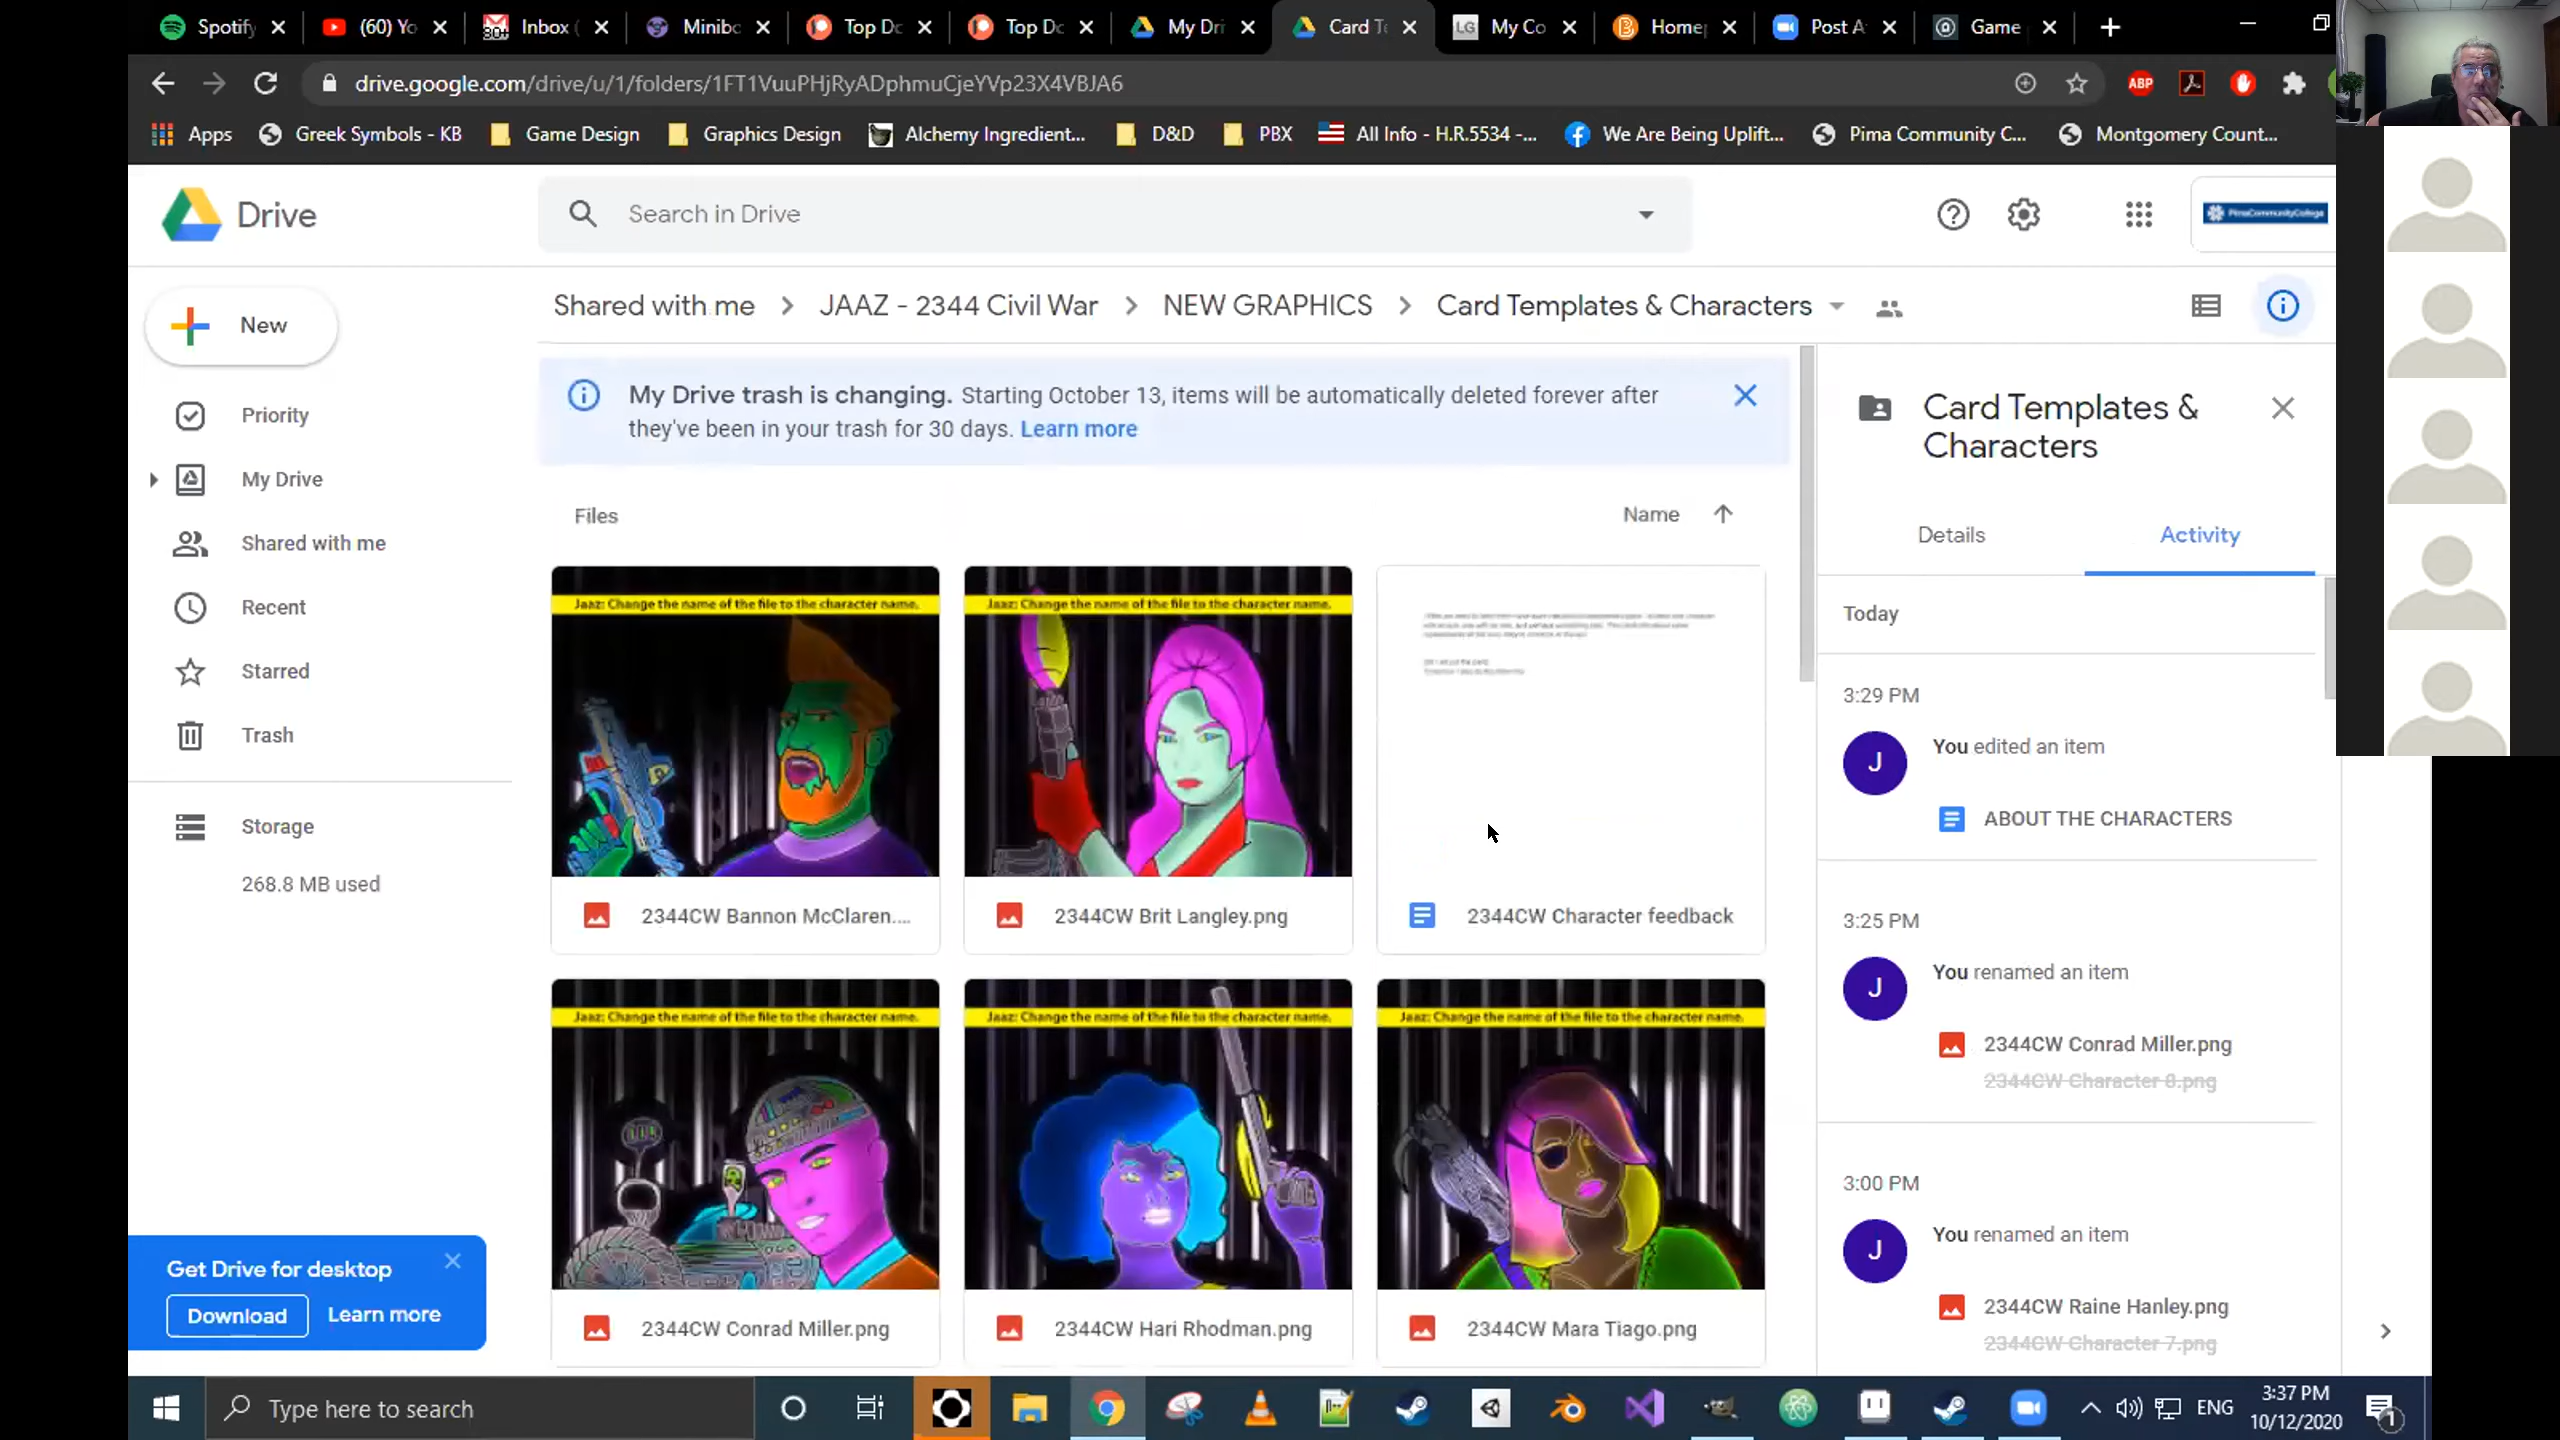 Spotify
(60) Yo
Inbox (
Minibo
Top Do
Top Do
My Dri
Card Te
My Co
Home
Post A
Game
drive.google.com/drive/u/1/folders/1FT1VuuPHjRyADphmuCjeYVp23X4VBJA6
ABP
Apps
Greek Symbols - KB
Game Design
Graphics Design
Alchemy Ingredient...
D&D
PBX
All Info - H.R.5534 -...
We Are Being Uplift...
Pima Community C...
Montgomery Count...
Drive
Search in Drive
PimaCommunityCollege
Shared with me > JAAZ - 2344 Civil War > NEW GRAPHICS > Card Templates & Characters
New
Priority
My Drive
Shared with me
Recent
Starred
Trash
Storage
268.8 MB used
Get Drive for desktop
Download
Learn more
My Drive trash is changing. Starting October 13, items will be automatically deleted forever after
they've been in your trash for 30 days. Learn more
Files
Name
Jaaz: Change the name of the file to the character name.
Jaaz: Change the name of the file to the character name.
2344CW Bannon McClaren....
2344CW Brit Langley.png
2344CW Character feedback
Jaaz: Change the name of the file to the character name.
Jaaz: Change the name of the file to the character name.
Jaaz: Change the name of the file to the character name.
2344CW Conrad Miller.png
2344CW Hari Rhodman.png
2344CW Mara Tiago.png
Card Templates &
Characters
Details
Activity
Today
3:29 PM
J
You edited an item
ABOUT THE CHARACTERS
3:25 PM
J
You renamed an item
2344CW Conrad Miller.png
2344CW Character 8.png
3:00 PM
J
You renamed an item
2344CW Raine Hanley.png
2344CW Character 7.png
Type here to search
ENG
3:37 PM
10/12/2020
1